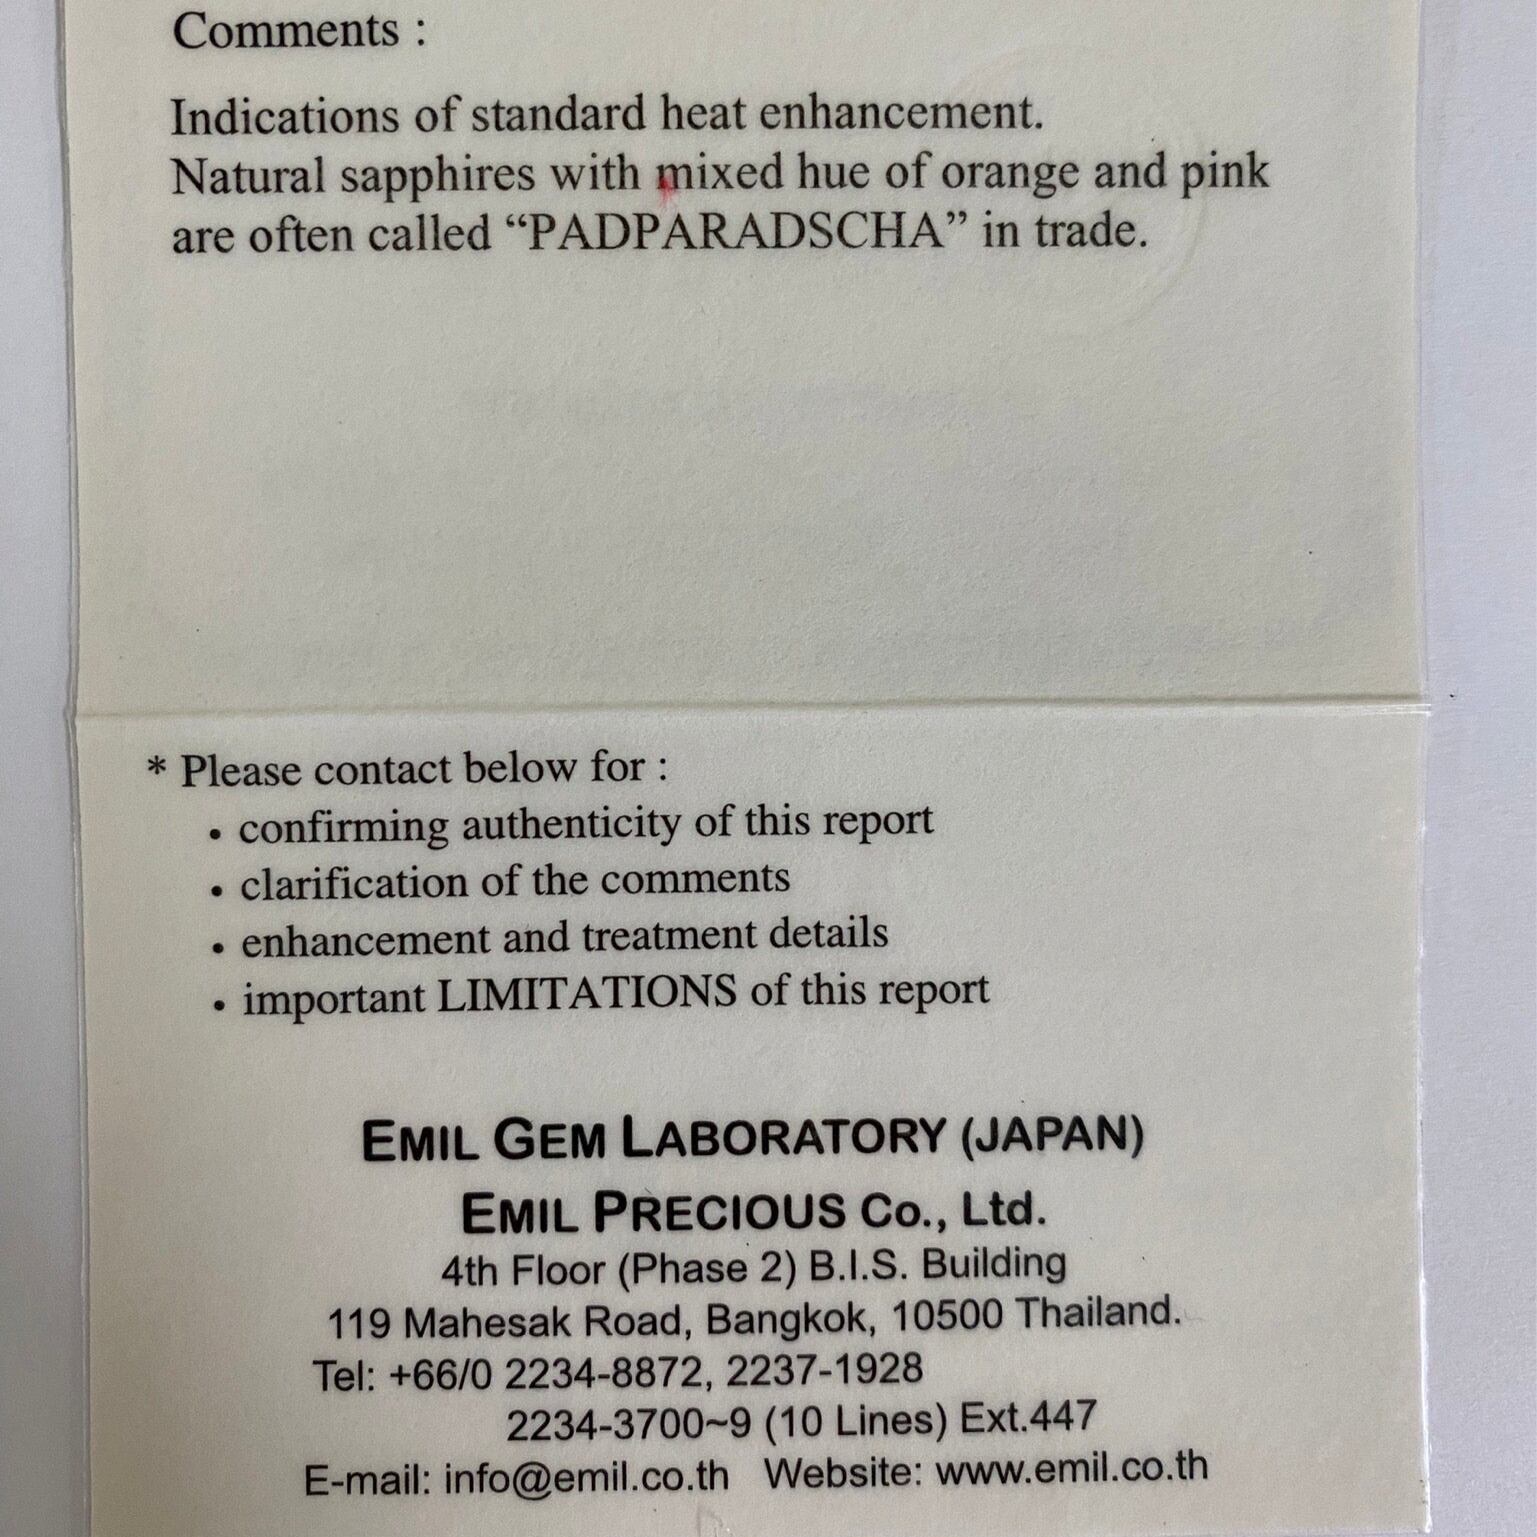 Comments :
Indications of standard heat enhancement.
Natural sapphires with mixed hue of orange and pink
are often called “PADPARADSCHA” in trade.
* Please contact below for :
• confirming authenticity of this report
• clarification of the comments
• enhancement and treatment details
• important LIMITATIONS of this report
EMIL GEM LABORATORY (JAPAN)
EMIL PRECIOUS Co., Ltd.
4th Floor (Phase 2) B.I.S. Building
119 Mahesak Road, Bangkok, 10500 Thailand.
Tel: +66/0 2234-8872, 2237-1928
2234-3700~9 (10 Lines) Ext.447
E-mail: info@emil.co.th Website: www.emil.co.th